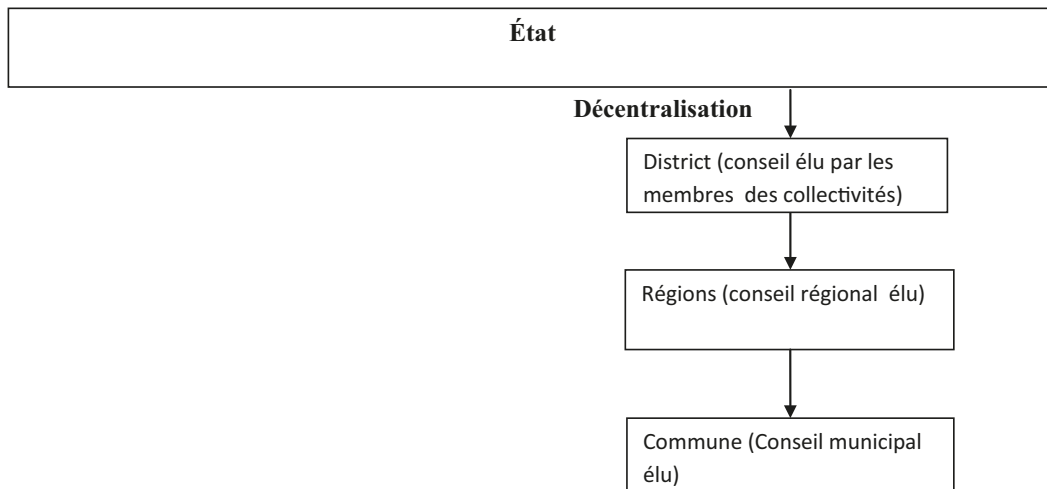 État
Décentralisation
District (conseil élu par les
membres des collectivités)
Régions (conseil régional élu)
Commune (Conseil municipal
élu)